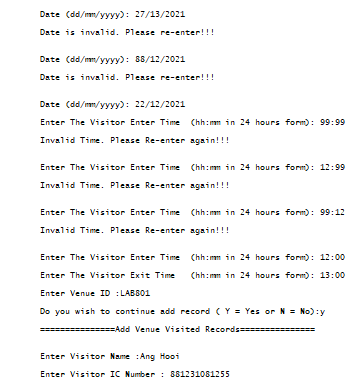 Date (dd/mm/yyyy): 27/13/2021
Date is invalid. Please re-enter!!!
Date (dd/mm/yyyy): 88/12/2021
Date is invalid. Please re-enter!!!
Date (dd/mm/yyyy): 22/12/2021
Enter The Visitor Enter Time  (hh:mm in 24 hours form): 99:99
Invalid Time. Please Re-enter again!!!
Enter The Visitor Enter Time  (hh:mm in 24 hours form): 12:99
Invalid Time. Please Re-enter again!!!
Enter The Visitor Enter Time  (hh:mm in 24 hours form): 99:12
Invalid Time. Please Re-enter again!!!
Enter The Visitor Enter Time  (hh:mm in 24 hours form): 12:00
Enter The Visitor Exit Time   (hh:mm in 24 hours form): 13:00
Enter Venue ID :LAB801
Do you wish to continue add record ( Y = Yes or N = No):y
===============Add Venue Visited Records===============
Enter Visitor Name :Ang Hooi
Enter Visitor IC Number : 881231081255